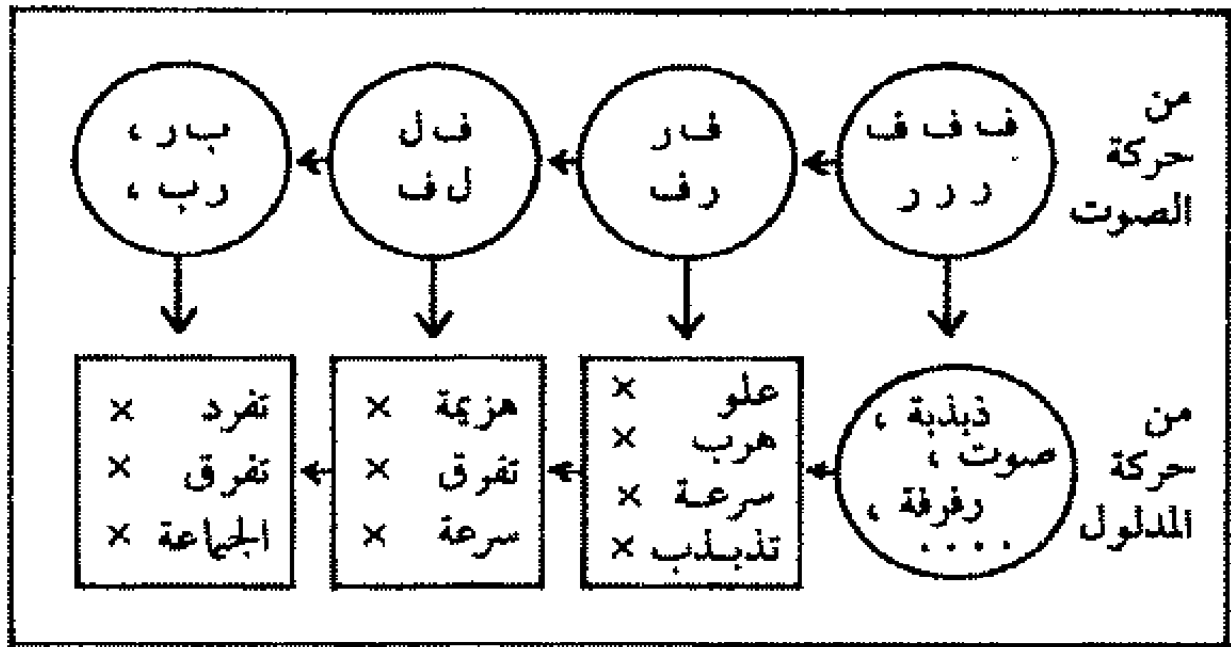 من
حركة
الصوت
ف ف ف
ر ر ر
ف ر
ر ف
ف ل
ل ف
ب ر ،
ر ب ،
من
حركة
المدلول
ذبذبة ،
صوت ،
رفرفة ،
. . . .
علو ×
هرب ×
سرعة ×
تذبذب ×
هزيمة ×
تفرق ×
سرعة ×
تفرد ×
تفرق ×
الجماعة ×